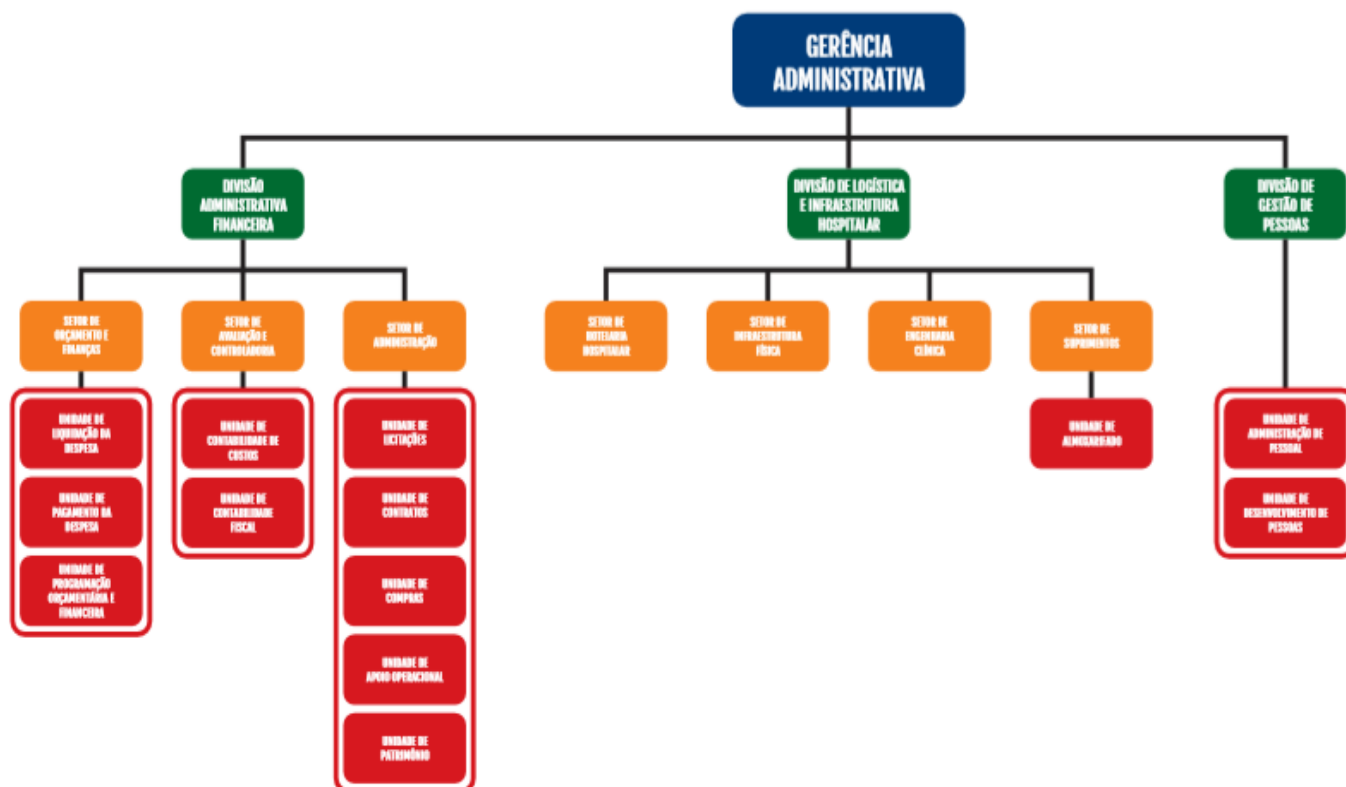 GERÊNCIA
ADMINISTRATIVA
DIVISÃO
ADMINISTRATIVA
FINANCEIRA
DIVISÃO DE LOGÍSTICA
E INFRAESTRUTURA
HOSPITALAR
DIVISÃO DE
GESTÃO DE
PESSOAS
SETOR DE
ORÇAMENTO E
FINANÇAS
SETOR DE
AVALIAÇÃO E
CONTROLADORIA
SETOR DE
ADMINISTRAÇÃO
SETOR DE
HOTELARIA
HOSPITALAR
SETOR DE
INFRAESTRUTURA
FÍSICA
SETOR DE
ENGENHARIA
CLÍNICA
SETOR DE
SUPRIMENTOS
UNIDADE DE
LIQUIDAÇÃO DA
DESPESA
UNIDADE DE
PAGAMENTO DA
DESPESA
UNIDADE DE
PROGRAMAÇÃO
ORÇAMENTÁRIA E
FINANCEIRA
UNIDADE DE
CONTABILIDADE DE
CUSTOS
UNIDADE DE
CONTABILIDADE
FISCAL
UNIDADE DE
LICITAÇÕES
UNIDADE DE
CONTRATOS
UNIDADE DE
COMPRAS
UNIDADE DE
APOIO OPERACIONAL
UNIDADE DE
PATRIMÔNIO
UNIDADE DE
ALMOXARIFADO
UNIDADE DE
ADMINISTRAÇÃO DE
PESSOAL
UNIDADE DE
DESENVOLVIMENTO DE
PESSOAS